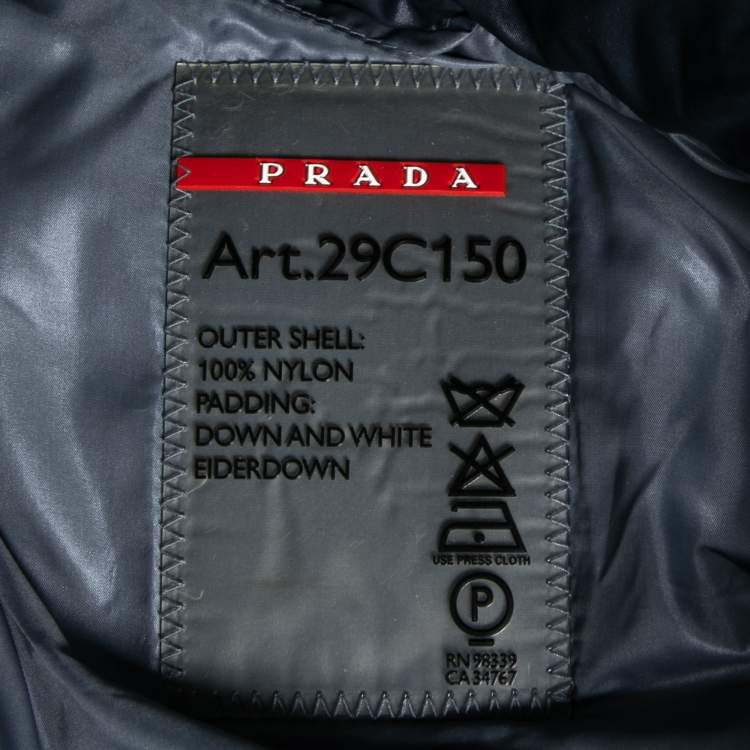 PRADA
Art.29C150
OUTER SHELL:
100% NYLON
PADDING:
DOWN AND WHITE
EIDERDOWN
USE PRESS CLOTH
P
RN 98339
CA 34767